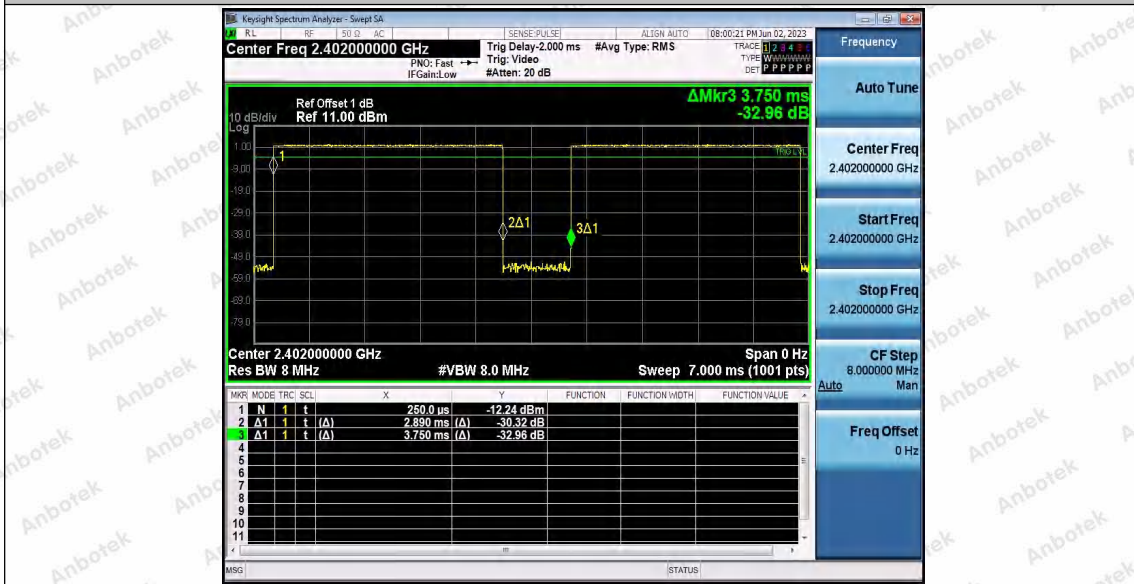 Keysight Spectrum Analyzer - Swept SA
RL RF 50 Ω AC SENSE:PULSE ALIGN AUTO 08:00:21 PM Jun 02, 2023
Center Freq 2.402000000 GHz
PNO: Fast
IFGain:Low
Trig Delay-2.000 ms
Trig: Video
#Atten: 20 dB
#Avg Type: RMS
TRACE 1 2 3 4 5 6
TYPE WWWWWW
DET P P P P P P
Frequency
Auto Tune
Center Freq
2.402000000 GHz
Start Freq
2.402000000 GHz
Stop Freq
2.402000000 GHz
CF Step
8.000000 MHz
Auto Man
Freq Offset
0 Hz
ΔMkr3 3.750 ms
-32.96 dB
Ref Offset 1 dB
10 dB/div Ref 11.00 dBm
Log
1.00
-9.00
-19.0
-29.0
-39.0
-49.0
-59.0
-69.0
-79.0
1
2Δ1
3Δ1
TRIG LVL
Center 2.402000000 GHz Span 0 Hz
Res BW 8 MHz #VBW 8.0 MHz Sweep 7.000 ms (1001 pts)
MKR MODE TRC SCL X Y FUNCTION FUNCTION WIDTH FUNCTION VALUE
1 N 1 t 250.0 µs -12.24 dBm
2 Δ1 1 t (Δ) 2.890 ms (Δ) -30.32 dB
3 Δ1 1 t (Δ) 3.750 ms (Δ) -32.96 dB
4
5
6
7
8
9
10
11
MSG STATUS
Anbotek